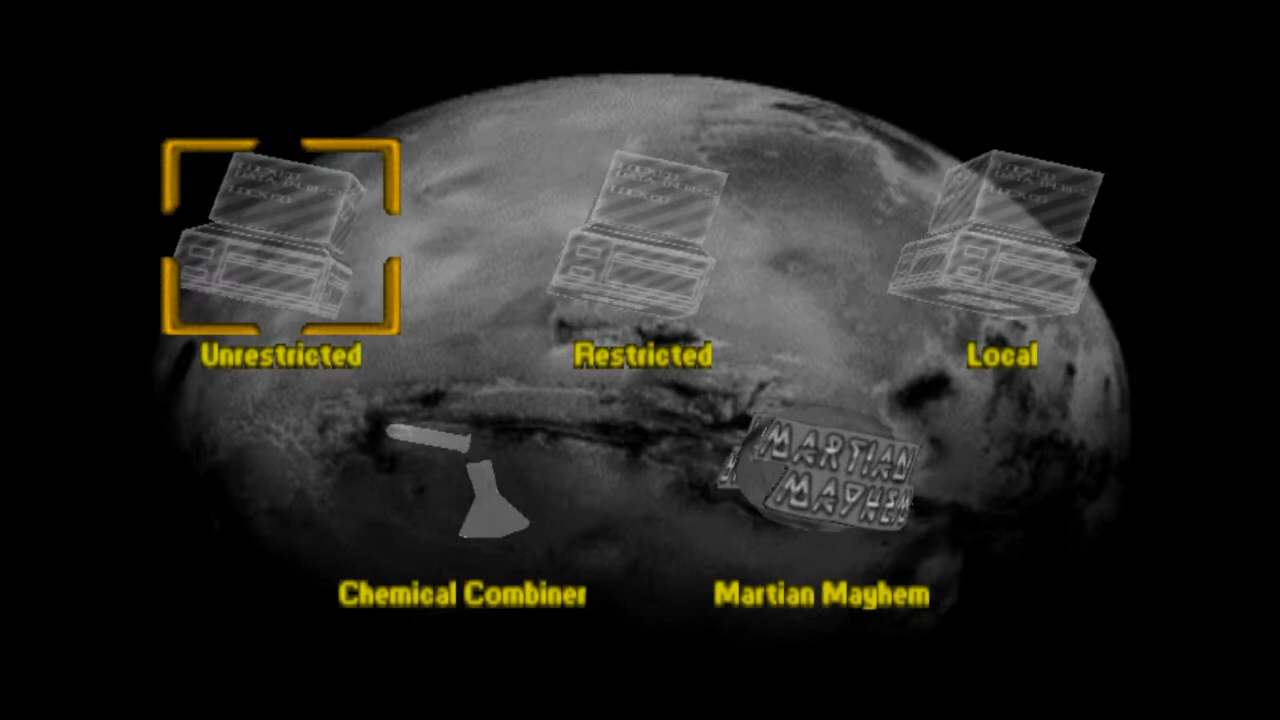 Unrestricted
Restricted
Local
MARTIAN
MAYHEM
Chemical Combiner
Martian Mayhem